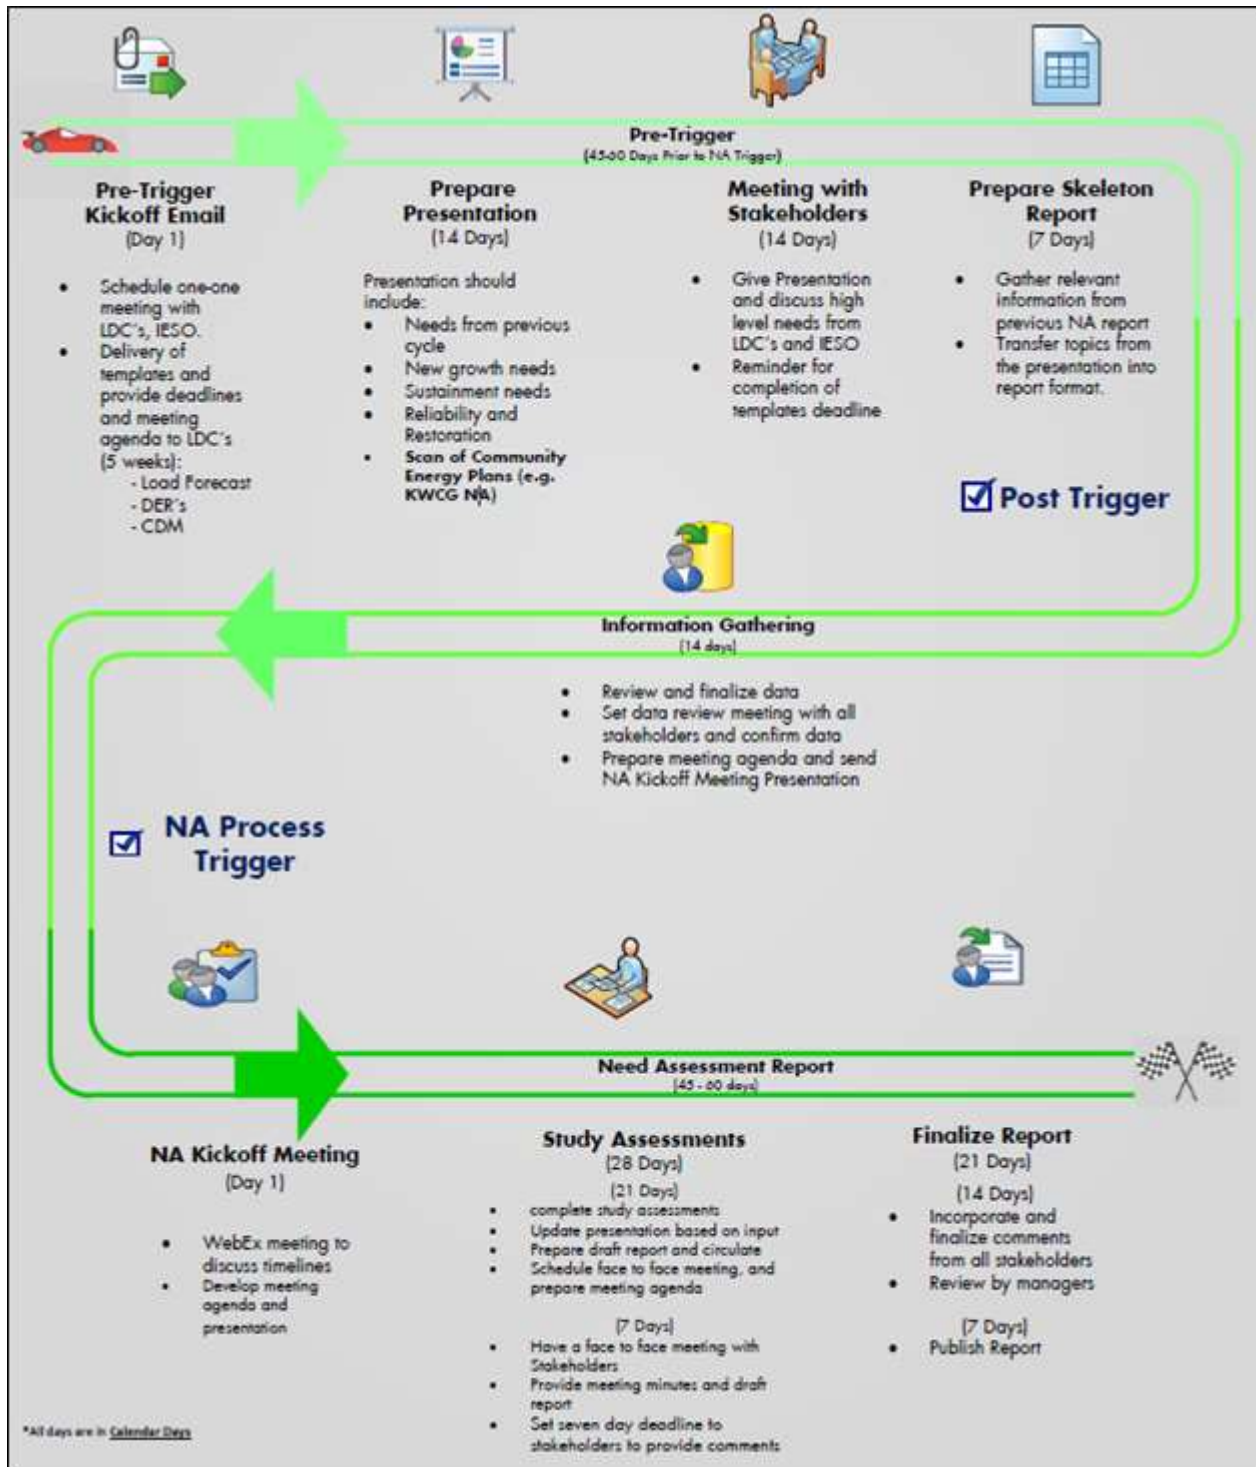 Pre-Trigger
(45-60 Days Prior to NA Trigger)
Pre-Trigger
Kickoff Email
(Day 1)
• Schedule one-one
meeting with
LDC's, IESO.
• Delivery of
templates and
provide deadlines
and meeting
agenda to LDC's
(5 weeks):
- Load Forecast
- DER's
- CDM
Prepare
Presentation
(14 Days)
Presentation should
include:
• Needs from previous
cycle
• New growth needs
• Sustainment needs
• Reliability and
Restoration
• Scan of Community
Energy Plans (e.g.
KWCG NA)
Meeting with
Stakeholders
(14 Days)
• Give Presentation
and discuss high
level needs from
LDC's and IESO
• Reminder for
completion of
templates deadline
Prepare Skeleton
Report
(7 Days)
• Gather relevant
information from
previous NA report
• Transfer topics from
the presentation into
report format.
Post Trigger
Information Gathering
(14 days)
• Review and finalize data
• Set data review meeting with all
stakeholders and confirm data
• Prepare meeting agenda and send
NA Kickoff Meeting Presentation
NA Process
Trigger
Need Assessment Report
(45 - 60 days)
NA Kickoff Meeting
(Day 1)
• WebEx meeting to
discuss timelines
• Develop meeting
agenda and
presentation
Study Assessments
(28 Days)
(21 Days)
• complete study assessments
• Update presentation based on input
• Prepare draft report and circulate
• Schedule face to face meeting, and
prepare meeting agenda
(7 Days)
• Have a face to face meeting with
Stakeholders
• Provide meeting minutes and draft
report
• Set seven day deadline to
stakeholders to provide comments
Finalize Report
(21 Days)
(14 Days)
• Incorporate and
finalize comments
from all stakeholders
• Review by managers
(7 Days)
• Publish Report
*All days are in Calendar Days